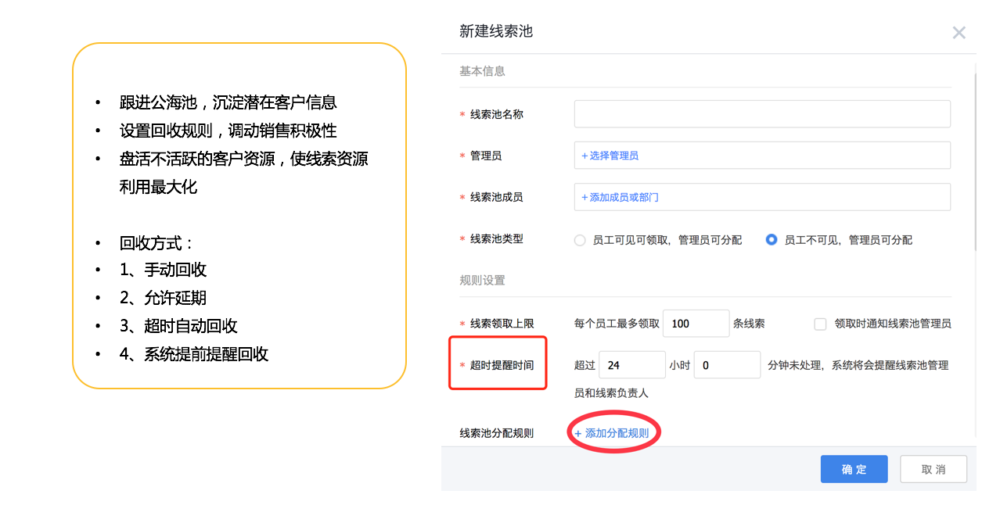 • 跟进公海池，沉淀潜在客户信息
• 设置回收规则，调动销售积极性
• 盘活不活跃的客户资源，使线索资源
利用最大化
• 回收方式：
• 1、手动回收
• 2、允许延期
• 3、超时自动回收
• 4、系统提前提醒回收
新建线索池
基本信息
* 线索池名称
* 管理员 +选择管理员
* 线索池成员 +添加成员或部门
* 线索池类型 员工可见可领取，管理员可分配 员工不可见，管理员可分配
规则设置
* 线索领取上限 每个员工最多领取 100 条线索 领取时通知线索池管理员
* 超时提醒时间 超过 24 小时 0 分钟未处理，系统将会提醒线索池管理
员和线索负责人
线索池分配规则 + 添加分配规则
确定 取消